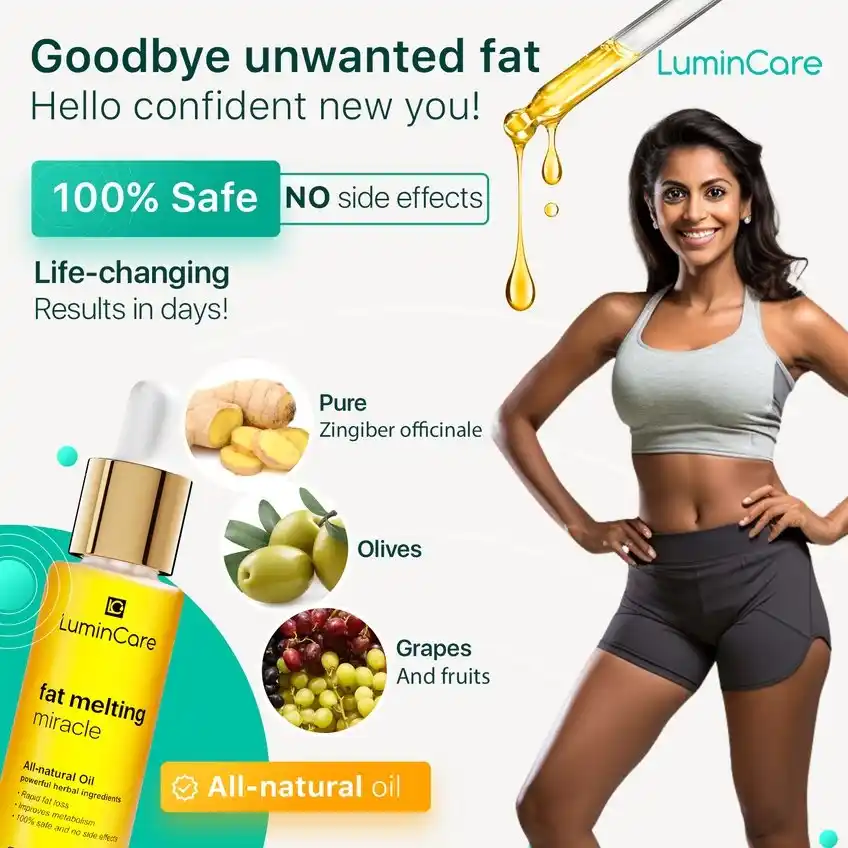 Goodbye unwanted fat
Hello confident new you!
LuminCare
100% Safe
NO side effects
Life-changing
Results in days!
Pure
Zingiber officinale
Olives
Grapes
And fruits
LC
LuminCare
fat melting
miracle
All-natural Oil
powerful herbal ingredients
• Rapid fat loss
• Improves metabolism
• 100% safe and no side effects
All-natural oil